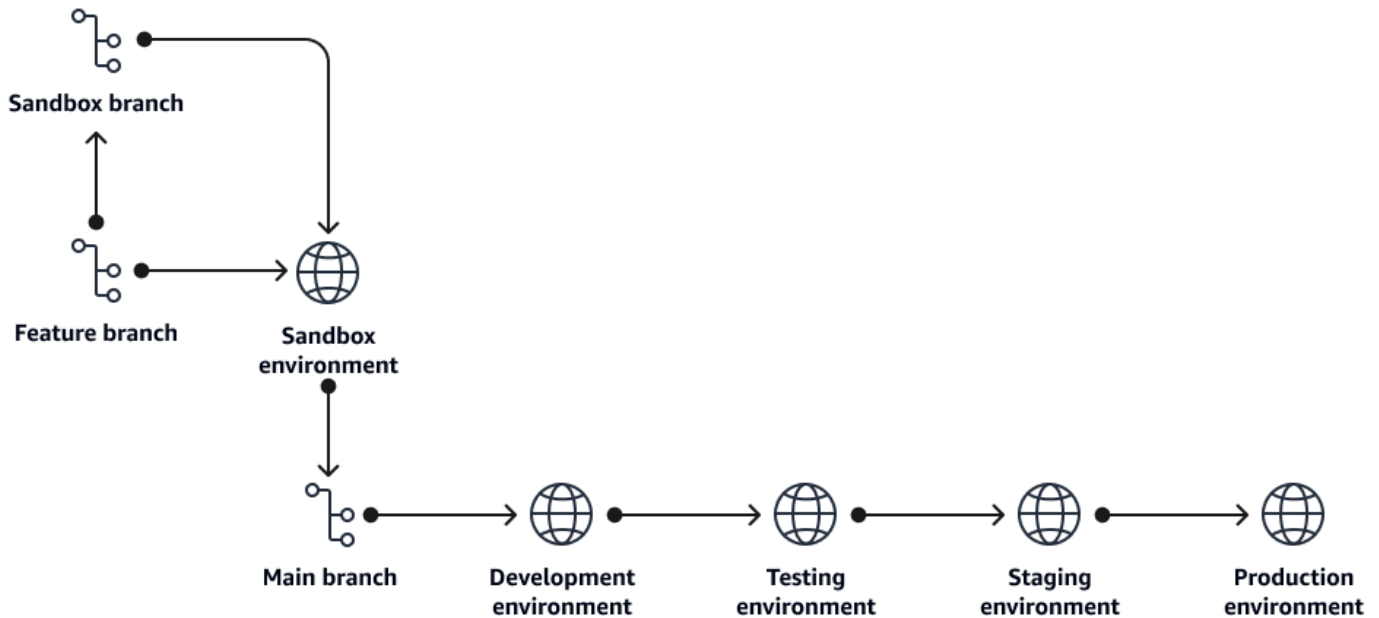 Sandbox branch
Feature branch
Sandbox
environment
Main branch
Development
environment
Testing
environment
Staging
environment
Production
environment